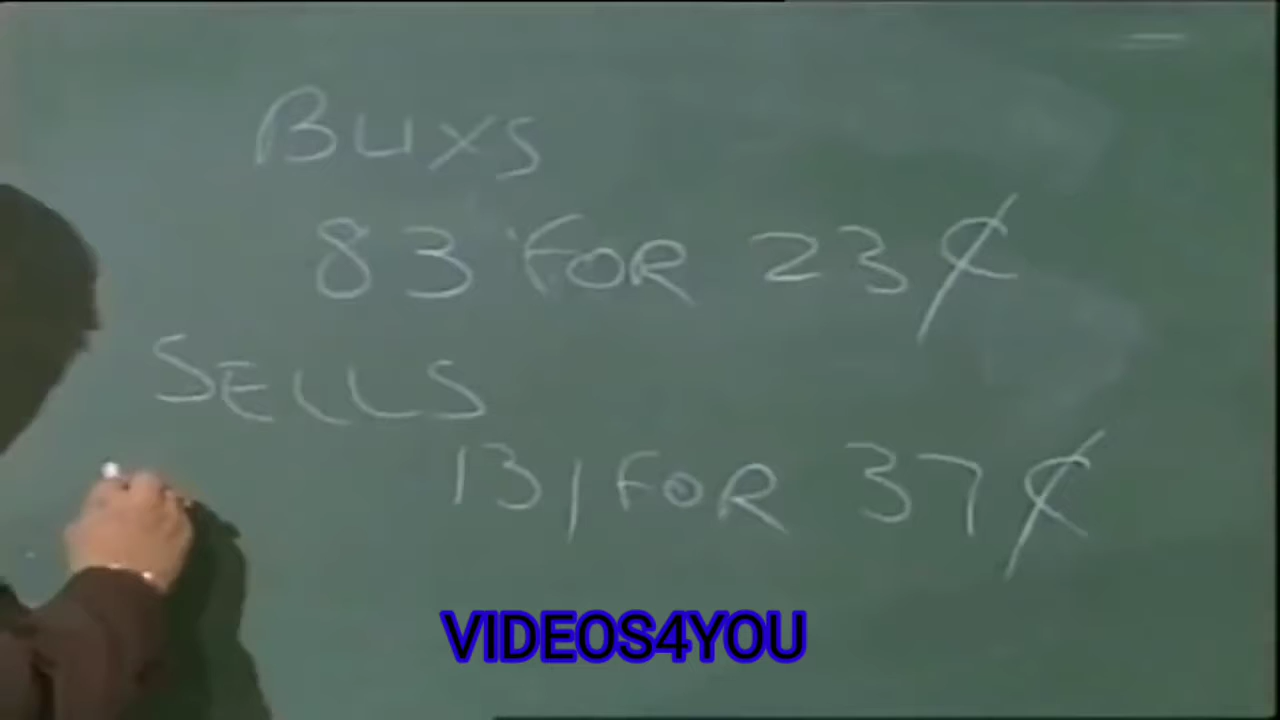 BUYS
83 FOR 23 ¢
SELLS
131 FOR 37 ¢
VIDEOS4YOU